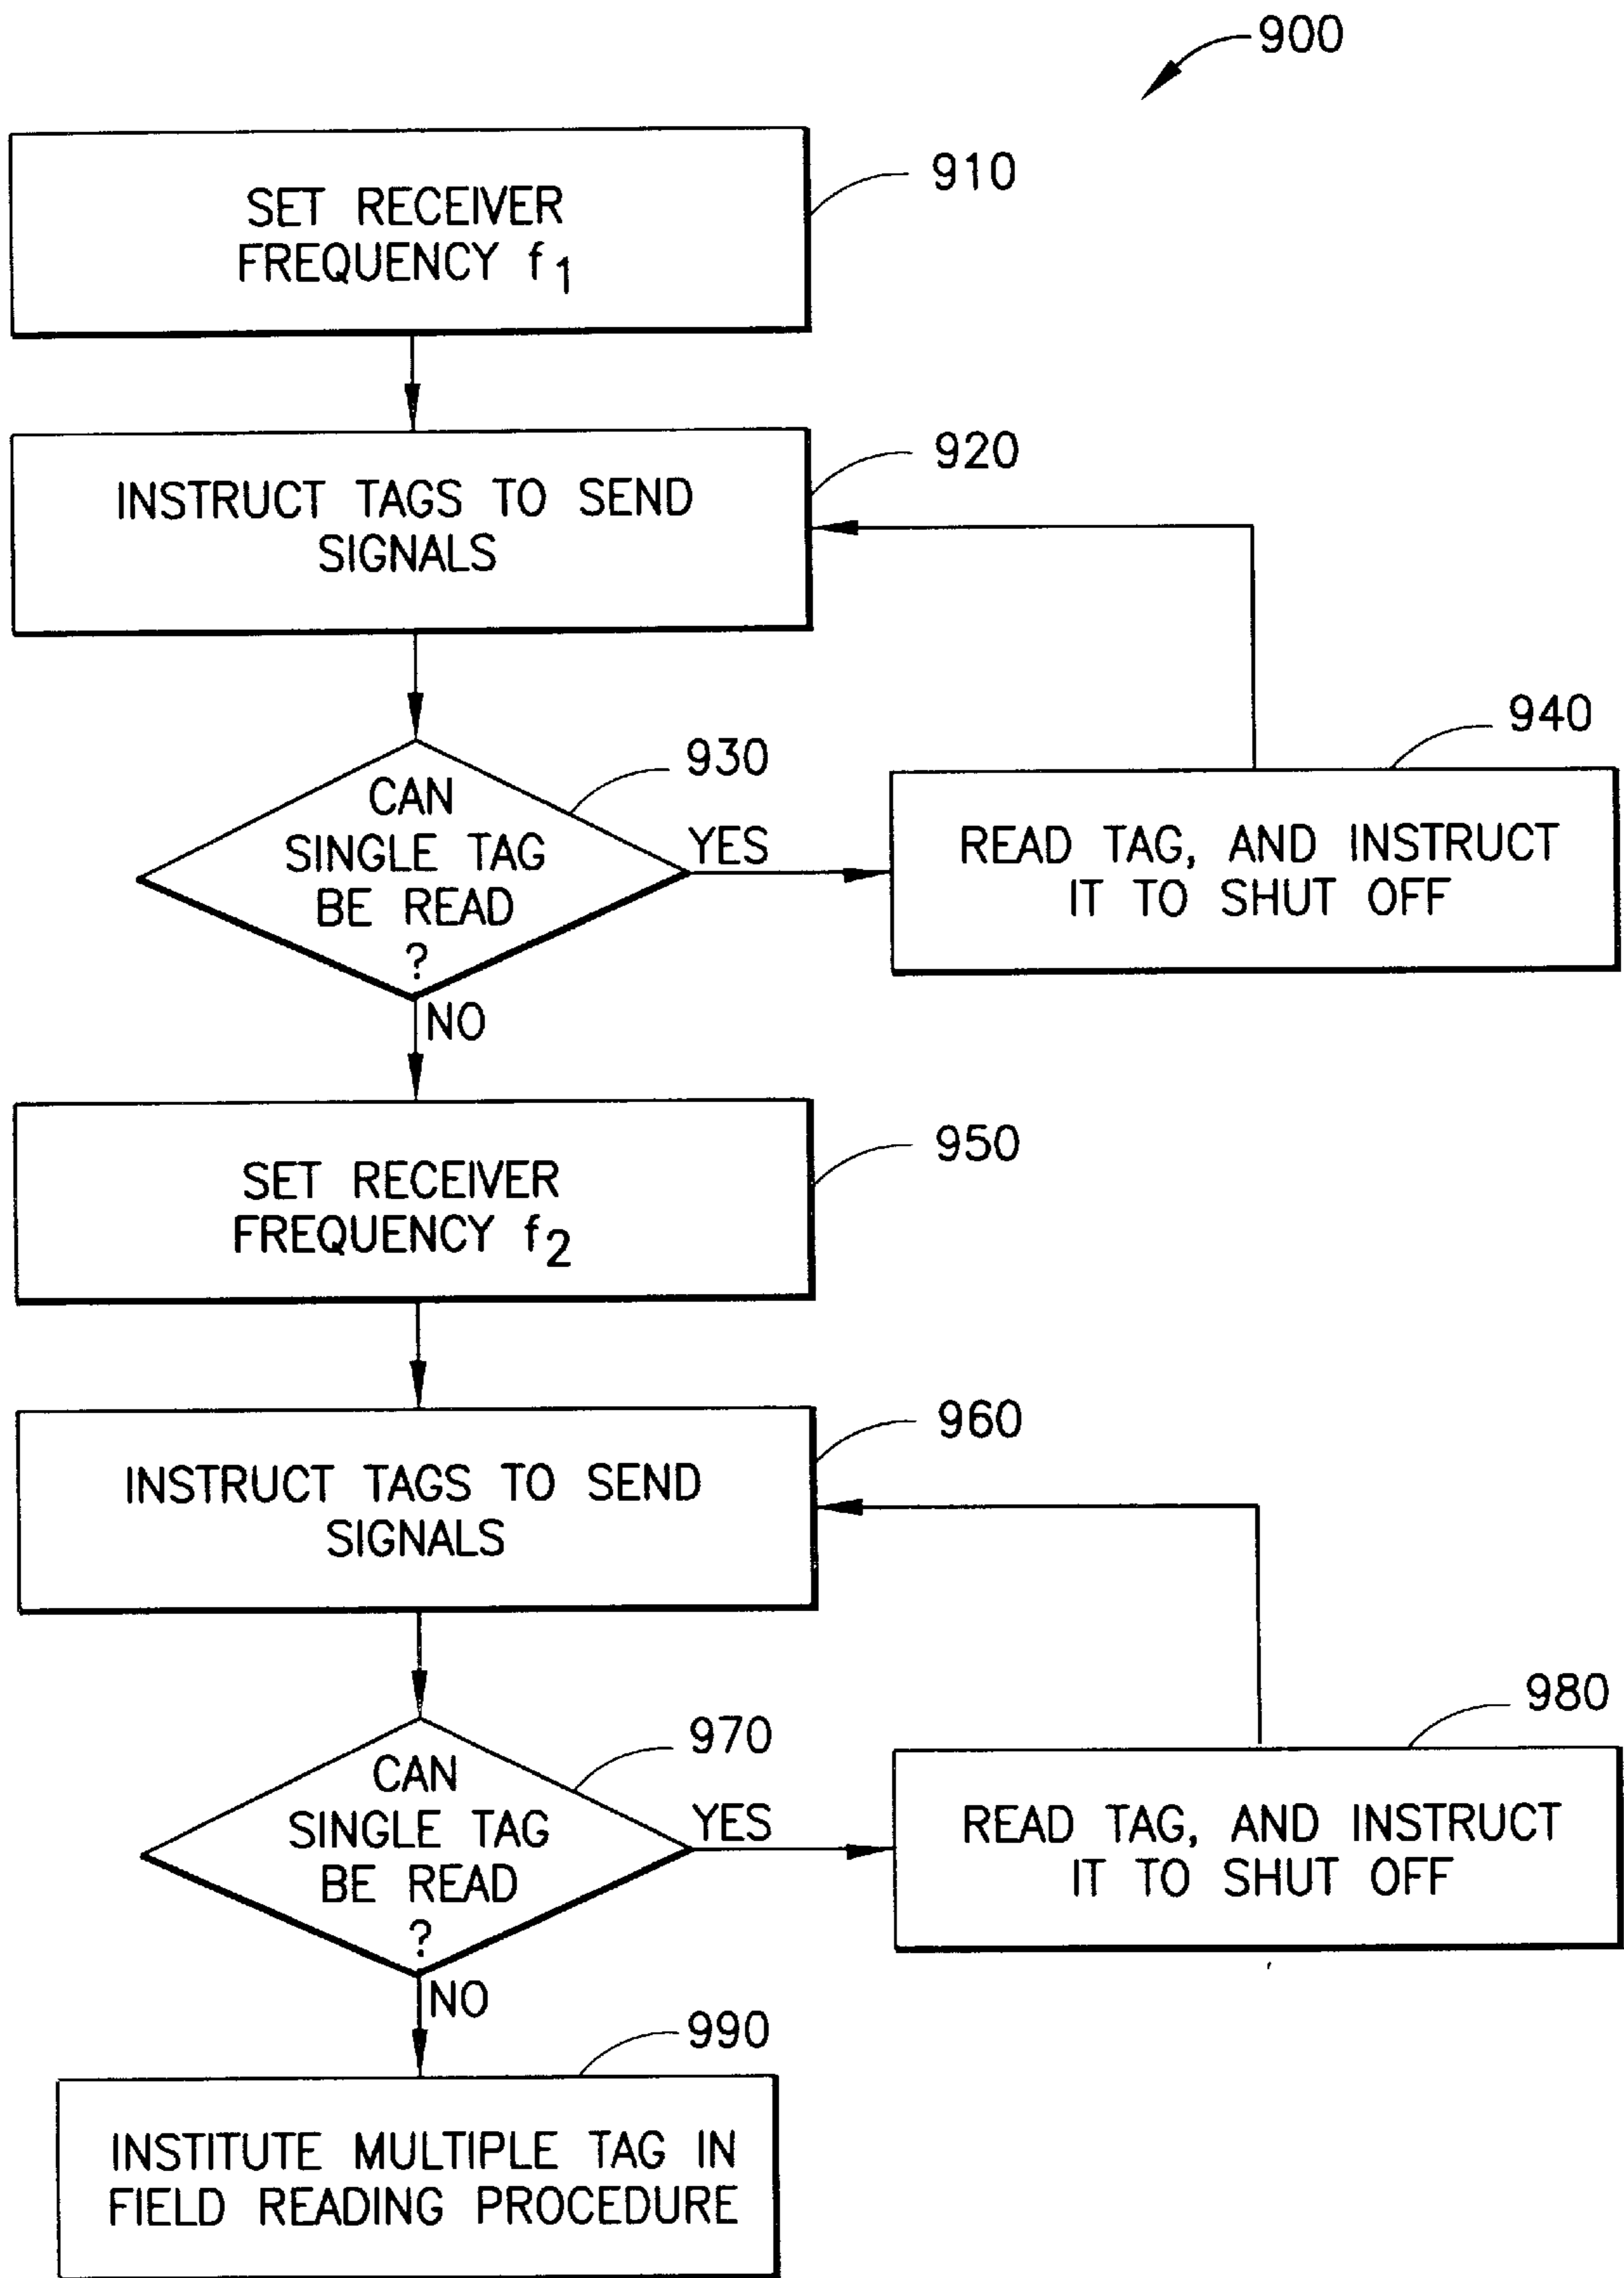 900
910
SET RECEIVER
FREQUENCY f1
920
INSTRUCT TAGS TO SEND
SIGNALS
930
CAN
SINGLE TAG
BE READ
?
YES
NO
940
READ TAG, AND INSTRUCT
IT TO SHUT OFF
950
SET RECEIVER
FREQUENCY f2
960
INSTRUCT TAGS TO SEND
SIGNALS
970
CAN
SINGLE TAG
BE READ
?
YES
NO
980
READ TAG, AND INSTRUCT
IT TO SHUT OFF
990
INSTITUTE MULTIPLE TAG IN
FIELD READING PROCEDURE